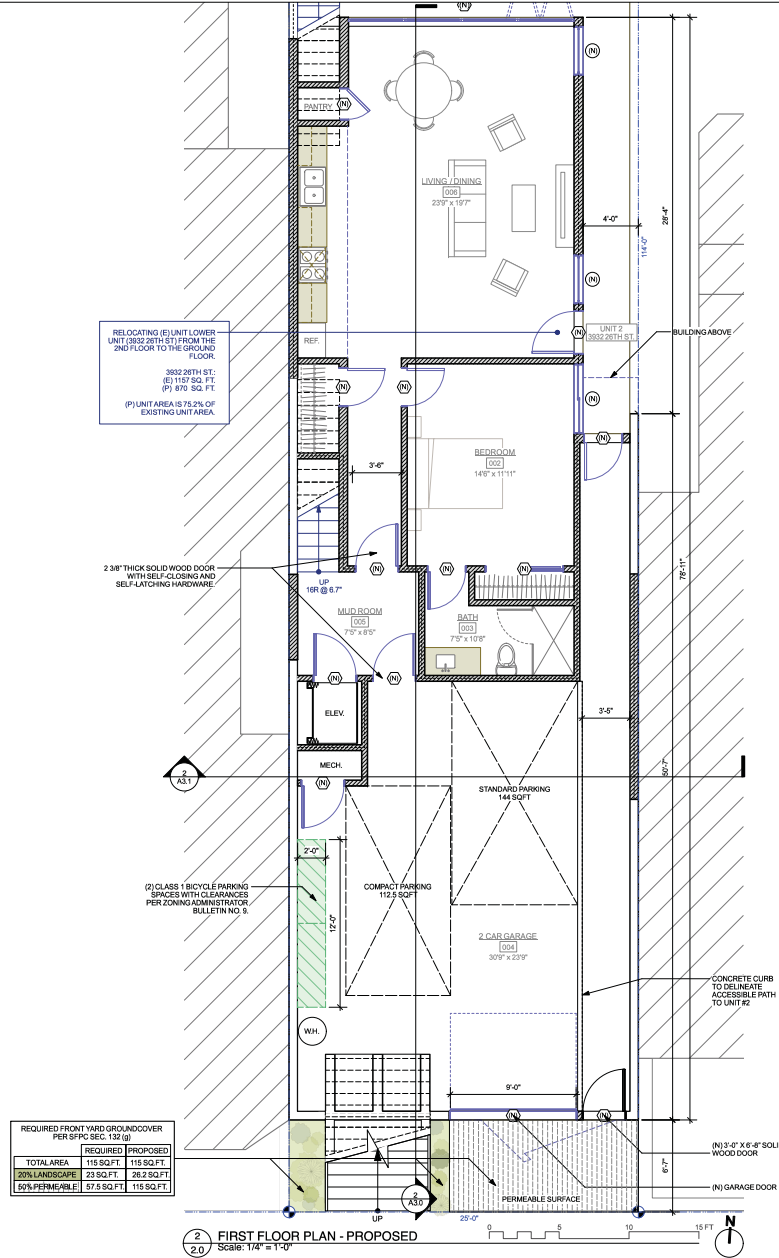 (N)
(N)
PANTRY
(N)
LIVING / DINING
006
23'9" x 19'7"
4'-0"
28'-4"
114'-0"
(N)
RELOCATING (E) UNIT LOWER
UNIT (3932 26TH ST) FROM THE
2ND FLOOR TO THE GROUND
FLOOR.
3932 26TH ST.:
(E) 1157 SQ. FT.
(P) 870 SQ. FT.
(P) UNIT AREA IS 75.2% OF
EXISTING UNIT AREA.
REF.
(N)
UNIT 2
3932 26TH ST.
BUILDING ABOVE
(N)
(N)
(N)
(N)
BEDROOM
002
14'6" x 11'11"
3'-6"
2 3/8" THICK SOLID WOOD DOOR
WITH SELF-CLOSING AND
SELF-LATCHING HARDWARE.
UP
16R @ 6.7"
(N)
(N)
(N)
78'-11"
MUD ROOM
005
7'5" x 8'5"
BATH
003
7'5" x 10'8"
(N)
(N)
ELEV.
3'-5"
MECH.
(N)
2
A3.1
50'-7"
STANDARD PARKING
144 SQFT
2'-0"
(2) CLASS 1 BICYCLE PARKING
SPACES WITH CLEARANCES
PER ZONING ADMINISTRATOR
BULLETIN NO. 9.
12'-0"
COMPACT PARKING
112.5 SQFT
2 CAR GARAGE
004
30'9" x 23'9"
CONCRETE CURB
TO DELINEATE
ACCESSIBLE PATH
TO UNIT #2
W.H.
9'-0"
(N)
(N)
REQUIRED FRONT YARD GROUNDCOVER
PER SFPC SEC. 132 (g)
REQUIRED PROPOSED
TOTAL AREA 115 SQ.FT. 115 SQ.FT.
20% LANDSCAPE 23 SQ.FT. 26.2 SQ.FT.
50% PERMEABLE 57.5 SQ.FT. 115 SQ.FT.
(N) 3'-0" X 6'-8" SOLI
WOOD DOOR
6'-7"
(N) GARAGE DOOR
2
A3.0
PERMEABLE SURFACE
UP
25'-0"
2
2.0
FIRST FLOOR PLAN - PROPOSED
Scale: 1/4" = 1'-0"
0 5 10 15 FT
N